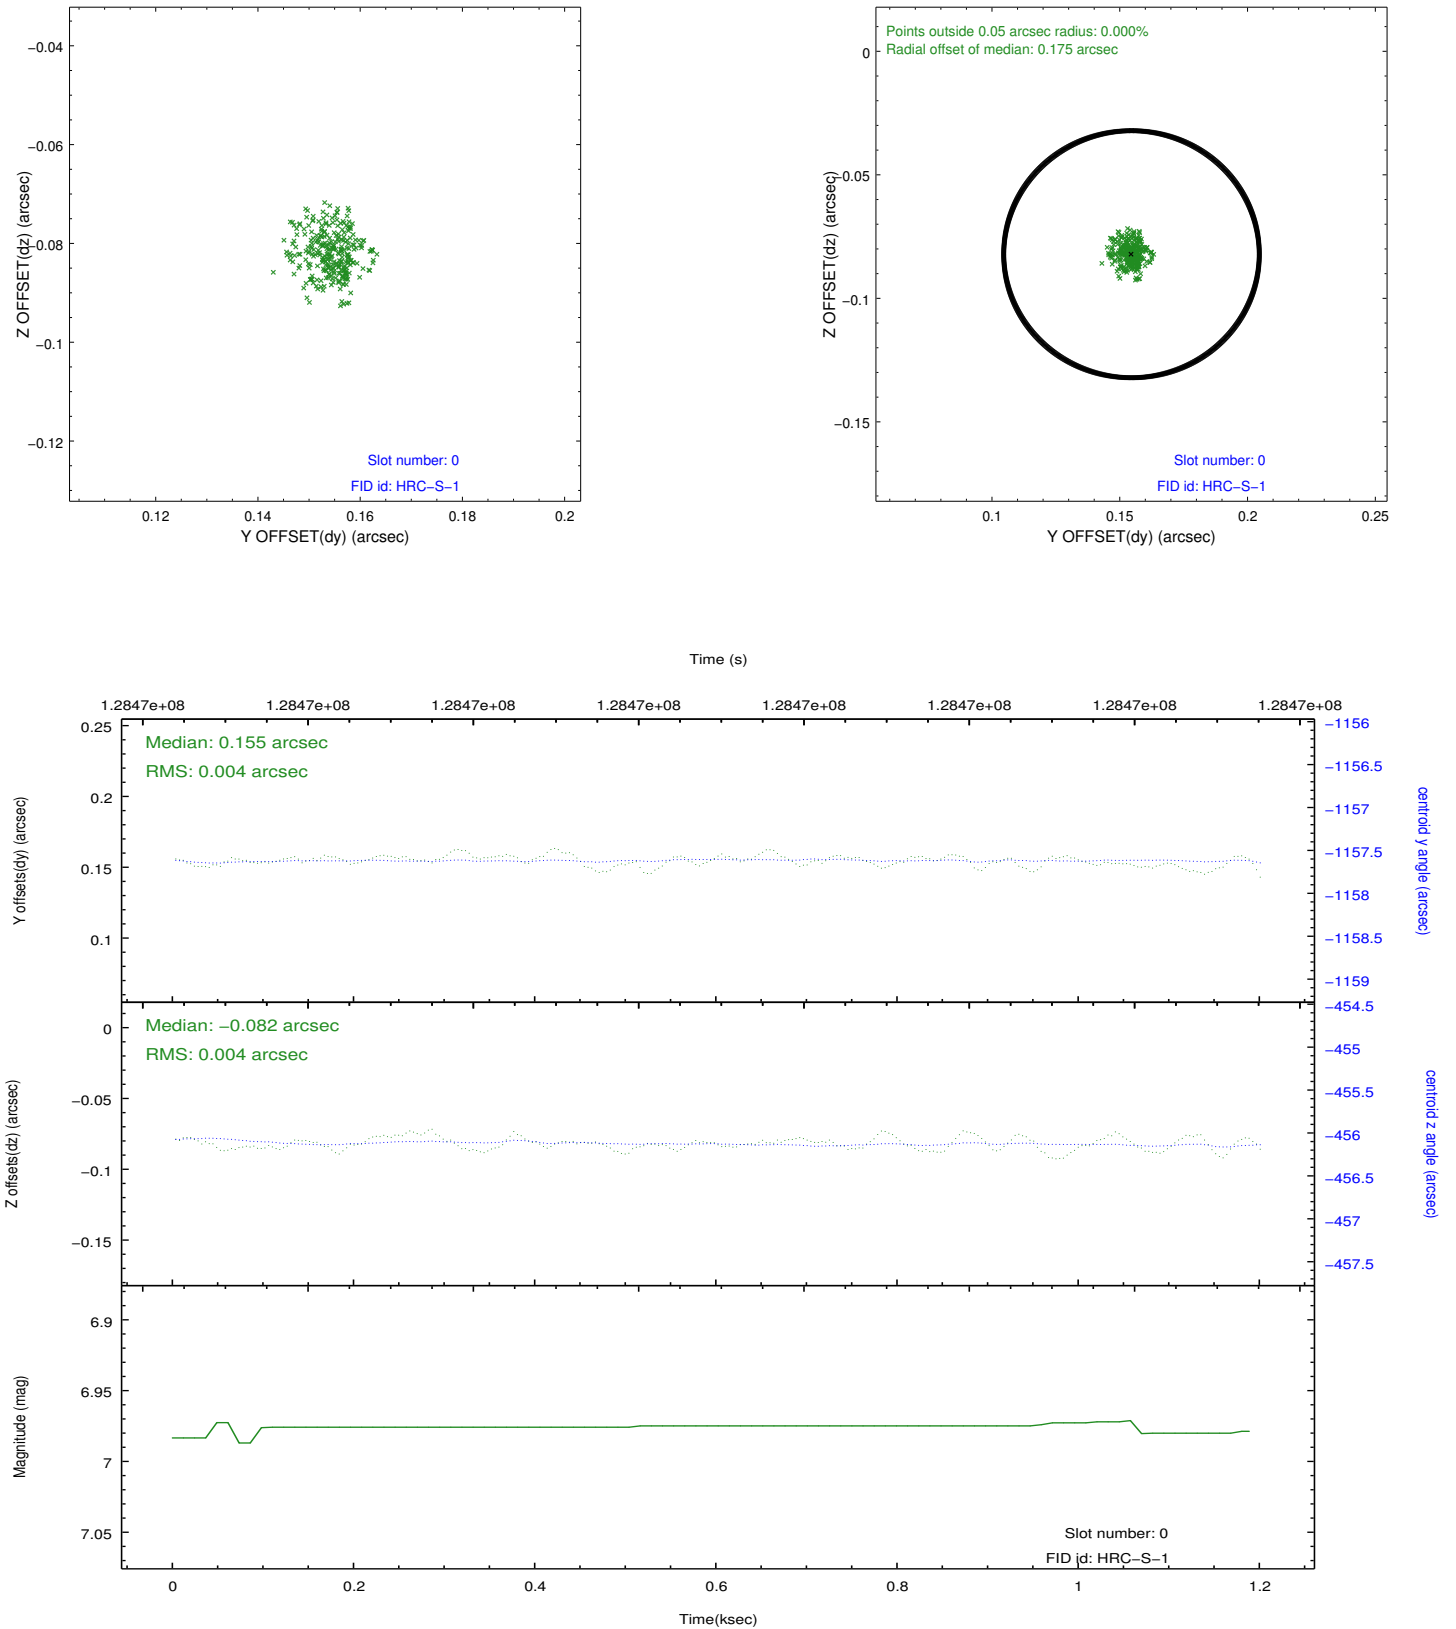 −0.04
−0.06
−0.08
−0.1
−0.12
Z OFFSET(dz) (arcsec)
Slot number: 0
FID id: HRC−S−1
0.12 0.14 0.16 0.18 0.2
Y OFFSET(dy) (arcsec)
Points outside 0.05 arcsec radius: 0.000%
Radial offset of median: 0.175 arcsec
0
−0.05
−0.1
−0.15
Z OFFSET(dz) (arcsec)
Slot number: 0
FID id: HRC−S−1
0.1 0.15 0.2 0.25
Y OFFSET(dy) (arcsec)
Time (s)
1.2847e+08 1.2847e+08 1.2847e+08 1.2847e+08 1.2847e+08 1.2847e+08 1.2847e+08 1.2847e+08
Median: 0.155 arcsec
RMS: 0.004 arcsec
0.25
0.2
0.15
0.1
Y offsets(dy) (arcsec)
−1156
−1156.5
−1157
−1157.5
−1158
−1158.5
−1159
centroid y angle (arcsec)
Median: −0.082 arcsec
RMS: 0.004 arcsec
0
−0.05
−0.1
−0.15
Z offsets(dz) (arcsec)
−454.5
−455
−455.5
−456
−456.5
−457
−457.5
centroid z angle (arcsec)
6.9
6.95
7
7.05
Magnitude (mag)
Slot number: 0
FID id: HRC−S−1
0 0.2 0.4 0.6 0.8 1 1.2
Time(ksec)